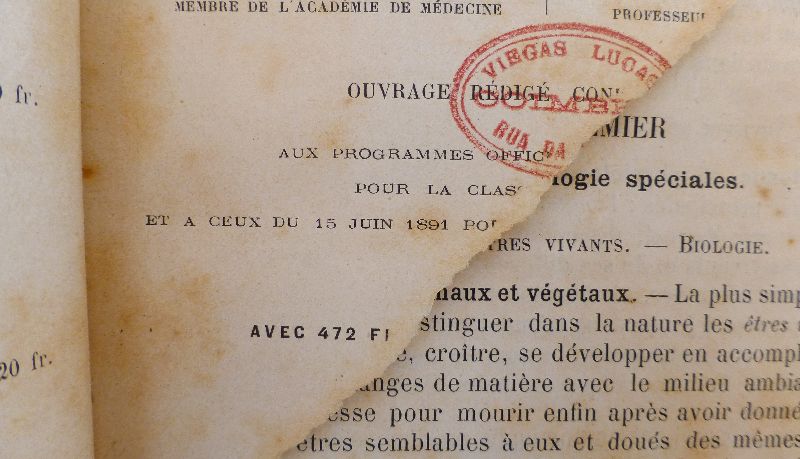 MEMBRE DE L'ACADÉMIE DE MÉDECINE
PROFESSEU
fr.
VIEGAS LUCAS
COIMB
RUA DA
OUVRAGE RÉDIGÉ CON
MIER
AUX PROGRAMMES OFFIC
logie spéciales.
POUR LA CLAS
ET A CEUX DU 15 JUIN 1891 PO
TRES VIVANTS. — BIOLOGIE.
naux et végétaux. — La plus simp
AVEC 472 FI
stinguer dans la nature les êtres
e, croître, se développer en accompl
anges de matière avec le milieu ambia
20 fr.
esse pour mourir enfin après avoir donné
êtres semblables à eux et doués des mêmes